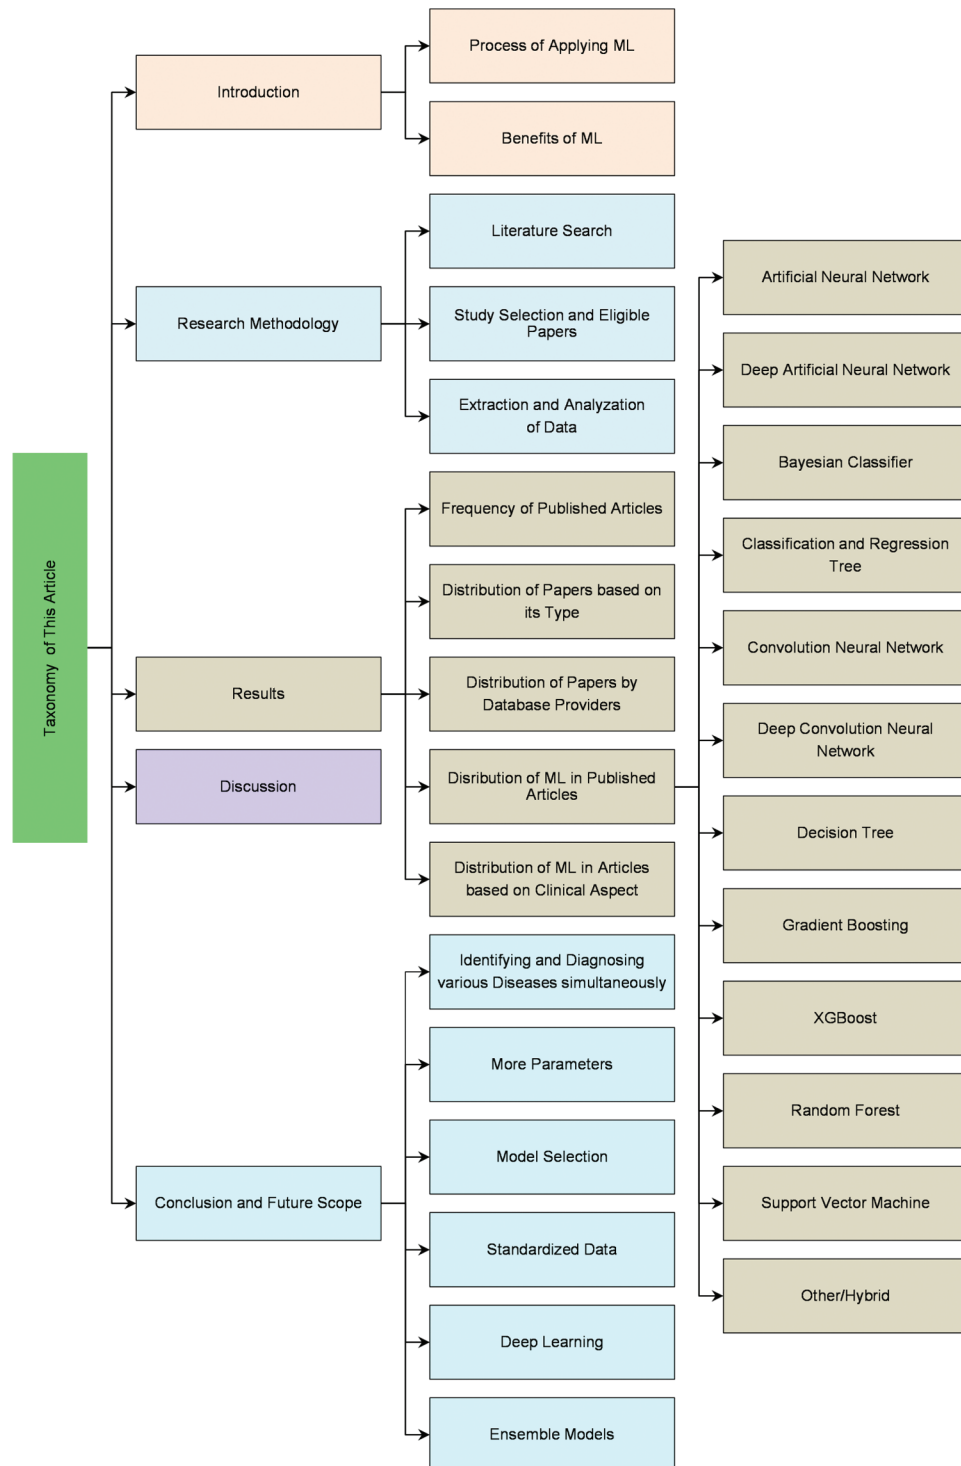 Taxonomy of This Article
Introduction
Process of Applying ML
Benefits of ML
Research Methodology
Literature Search
Study Selection and Eligible
Papers
Extraction and Analyzation
of Data
Results
Frequency of Published Articles
Distribution of Papers based on
its Type
Distribution of Papers by
Database Providers
Disribution of ML in Published
Articles
Distribution of ML in Articles
based on Clinical Aspect
Artificial Neural Network
Deep Artificial Neural Network
Bayesian Classifier
Classification and Regression
Tree
Convolution Neural Network
Deep Convolution Neural
Network
Decision Tree
Gradient Boosting
XGBoost
Random Forest
Support Vector Machine
Other/Hybrid
Discussion
Conclusion and Future Scope
Identifying and Diagnosing
various Diseases simultaneously
More Parameters
Model Selection
Standardized Data
Deep Learning
Ensemble Models